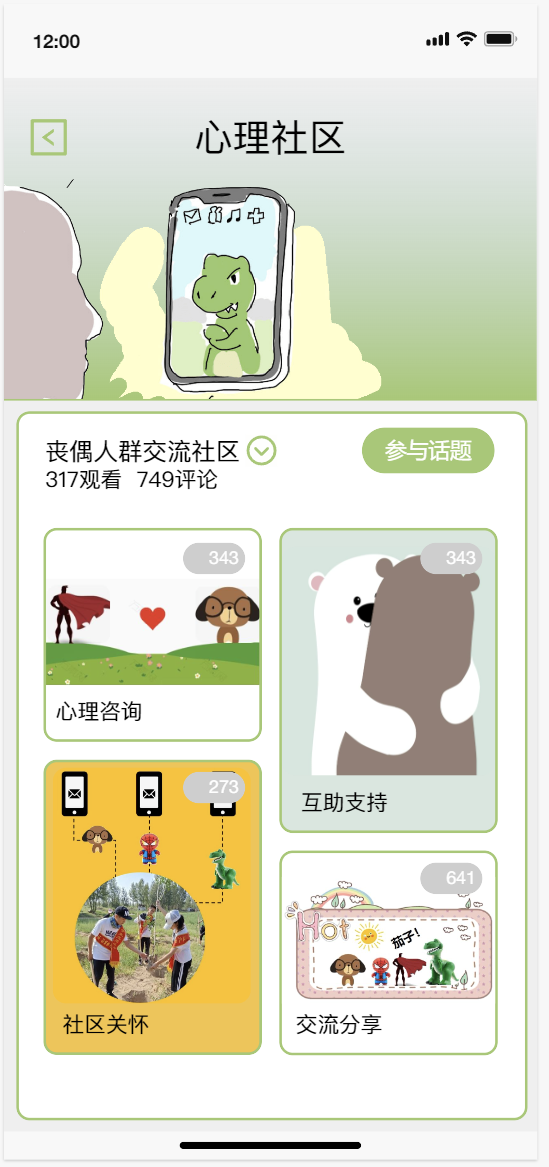 12:00
心理社区
丧偶人群交流社区
参与话题
317观看 749评论
343
心理咨询
343
互助支持
273
社区关怀
641
Hot
茄子!
交流分享